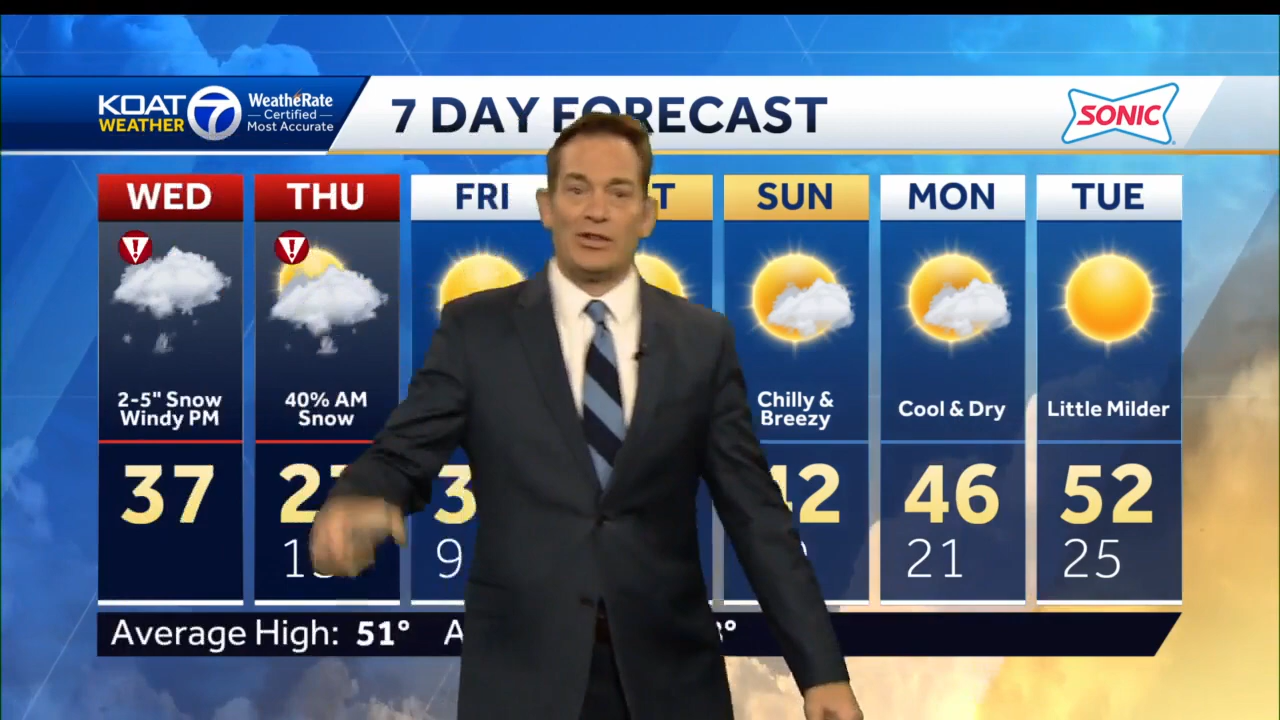 KOAT
WEATHER
7
WeatheRate
Certified
Most Accurate
7 DAY FORECAST
SONIC
WED
THU
FRI
SUN
MON
TUE
2-5" Snow
Windy PM
40% AM
Snow
Chilly &
Breezy
Cool & Dry
Little Milder
37
46
52
9
21
25
Average High: 51°